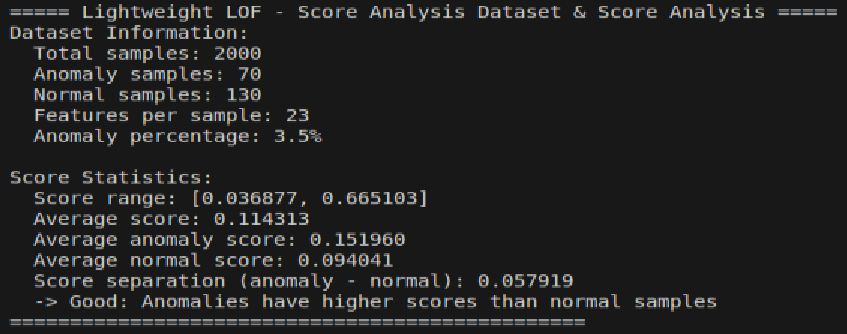 ===== Lightweight LOF - Score Analysis Dataset & Score Analysis =====
Dataset Information:
  Total samples: 2000
  Anomaly samples: 70
  Normal samples: 130
  Features per sample: 23
  Anomaly percentage: 3.5%

Score Statistics:
  Score range: [0.036877, 0.665103]
  Average score: 0.114313
  Average anomaly score: 0.151960
  Average normal score: 0.094041
  Score separation (anomaly - normal): 0.057919
  -> Good: Anomalies have higher scores than normal samples
================================================